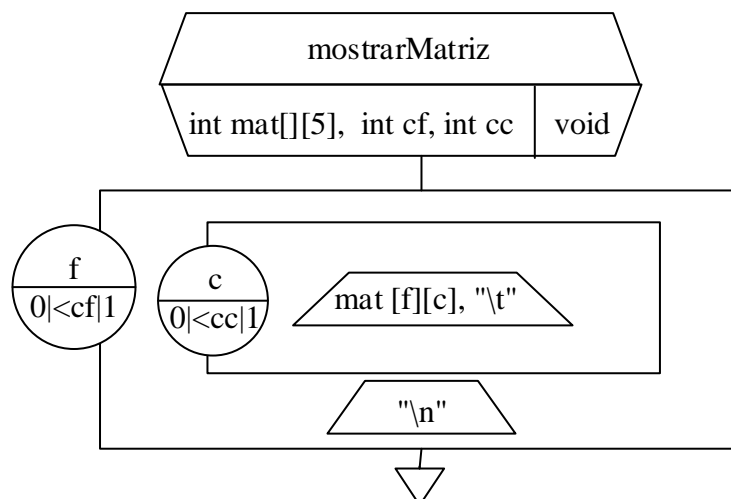 mostrarMatriz
int mat[][5],  int cf, int cc
void
f
0|<cf|1
c
0|<cc|1
mat [f][c], "\t"
"\n"